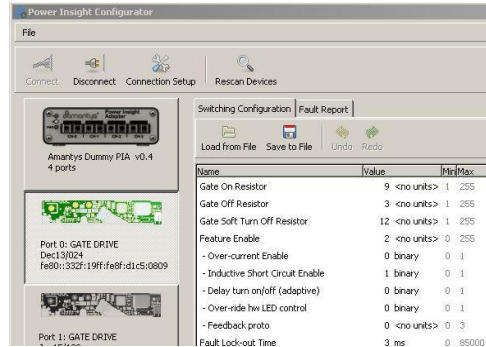 Power Insight Configurator
File
Connect Disconnect Connection Setup Rescan Devices
Switching Configuration Fault Report
Load from File Save to File Undo Redo
amantys Power Insight Adapter
Amantys Dummy PIA v0.4
4 ports
Port 0: GATE DRIVE
Dec13/024
fe80::332f:19ff:fe8f:d1c5:0809
Port 1: GATE DRIVE
Name Value Min Max
Gate On Resistor 9 <no units> 1 255
Gate Off Resistor 3 <no units> 1 255
Gate Soft Turn Off Resistor 12 <no units> 1 255
Feature Enable 2 <no units> 0 255
- Over-current Enable 0 binary 0 1
- Inductive Short Circuit Enable 1 binary 0 1
- Delay turn on/off (adaptive) 0 binary 0 1
- Over-ride hw LED control 0 binary 0 1
- Feedback proto 0 <no units> 0 3
Fault Lock-out Time 3 ms 0 85000